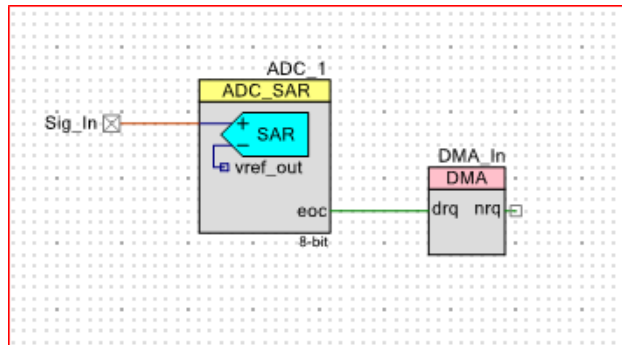 ADC_1
ADC_SAR
Sig_In
+
SAR
−
vref_out
eoc
8-bit
DMA_In
DMA
drq nrq